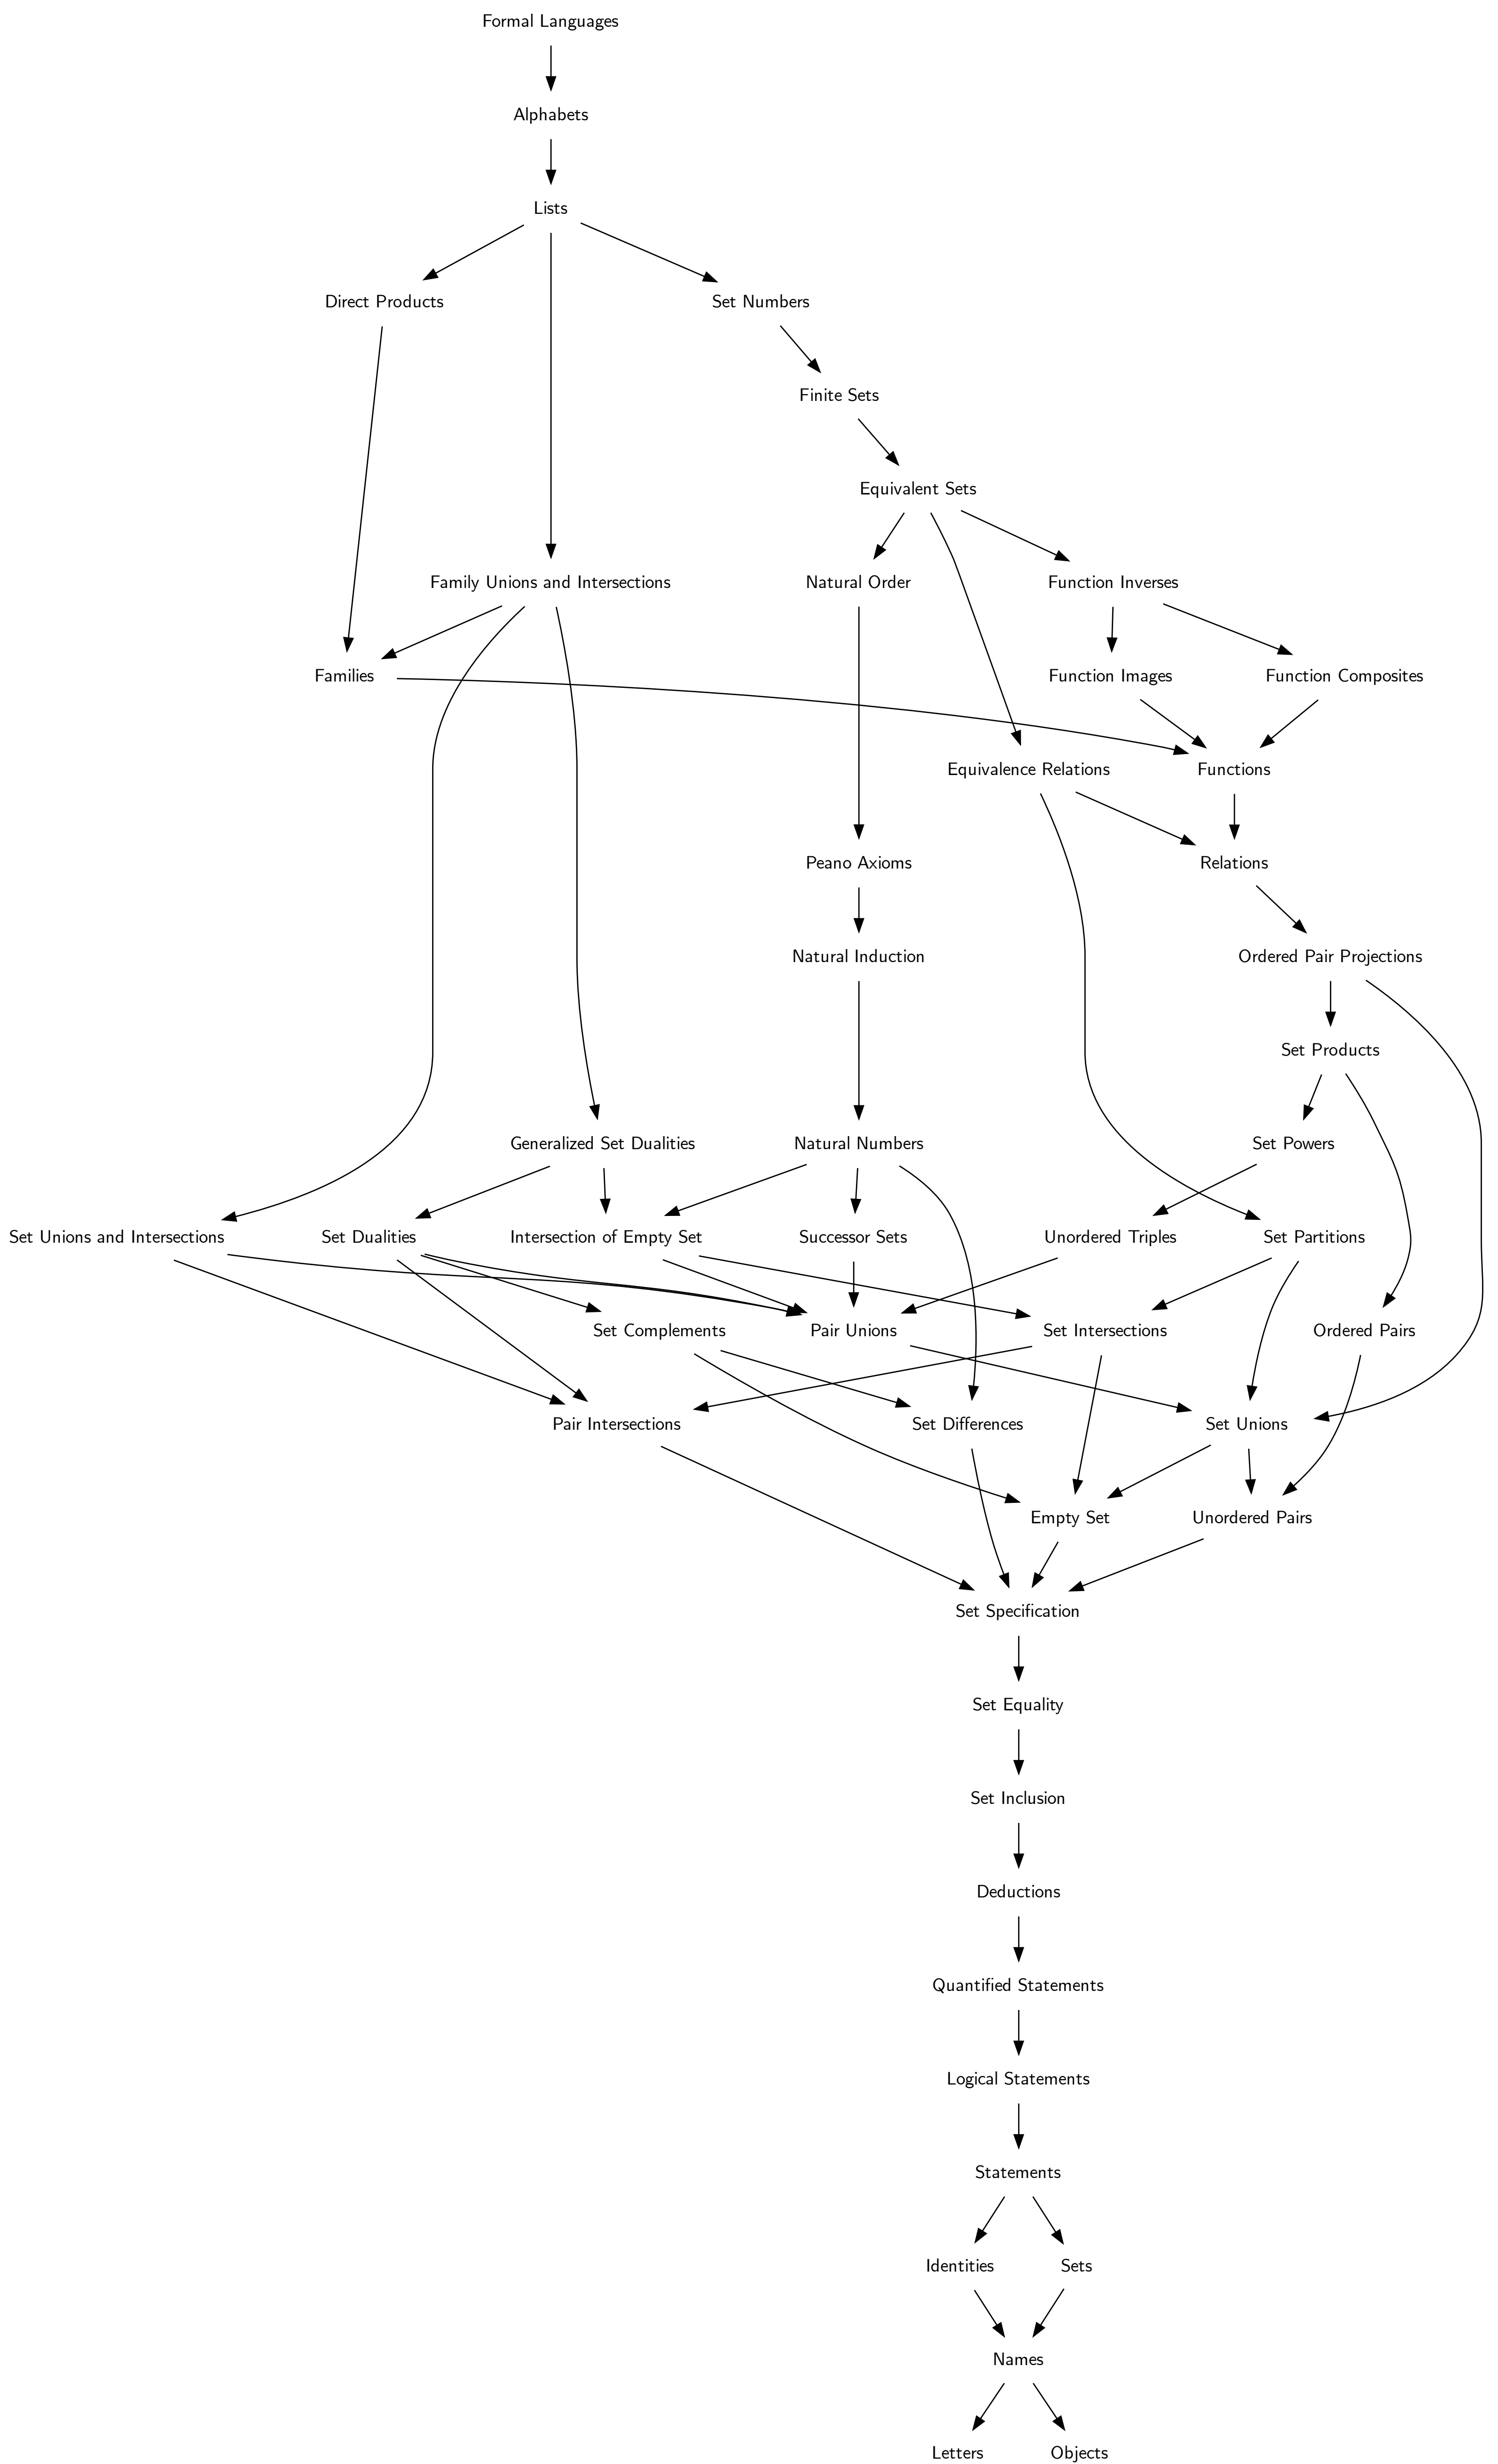 Formal Languages
Alphabets
Lists
Direct Products
Set Numbers
Finite Sets
Equivalent Sets
Family Unions and Intersections
Natural Order
Function Inverses
Families
Function Images
Function Composites
Equivalence Relations
Functions
Peano Axioms
Relations
Natural Induction
Ordered Pair Projections
Set Products
Generalized Set Dualities
Natural Numbers
Set Powers
Set Unions and Intersections
Set Dualities
Intersection of Empty Set
Successor Sets
Unordered Triples
Set Partitions
Set Complements
Pair Unions
Set Intersections
Ordered Pairs
Pair Intersections
Set Differences
Set Unions
Empty Set
Unordered Pairs
Set Specification
Set Equality
Set Inclusion
Deductions
Quantified Statements
Logical Statements
Statements
Identities
Sets
Names
Letters
Objects